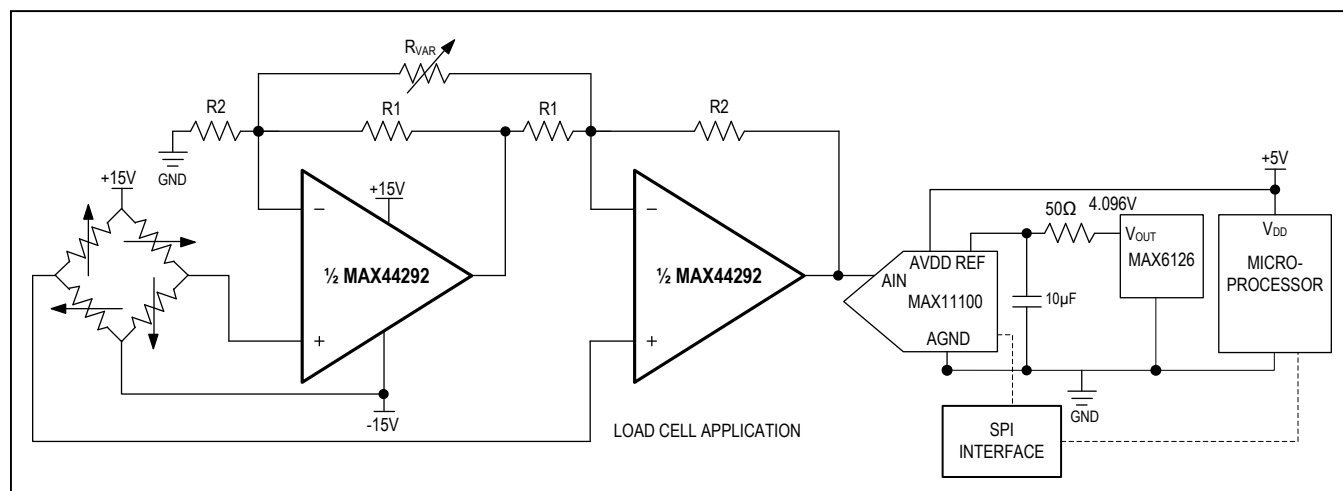 RVAR
R2
R1
R1
R2
GND
+15V
+15V
+5V
50Ω
4.096V
VOUT
MAX6126
VDD
MICRO-
PROCESSOR
½ MAX44292
½ MAX44292
AVDD REF
AIN
MAX11100
10µF
AGND
-15V
GND
LOAD CELL APPLICATION
SPI
INTERFACE